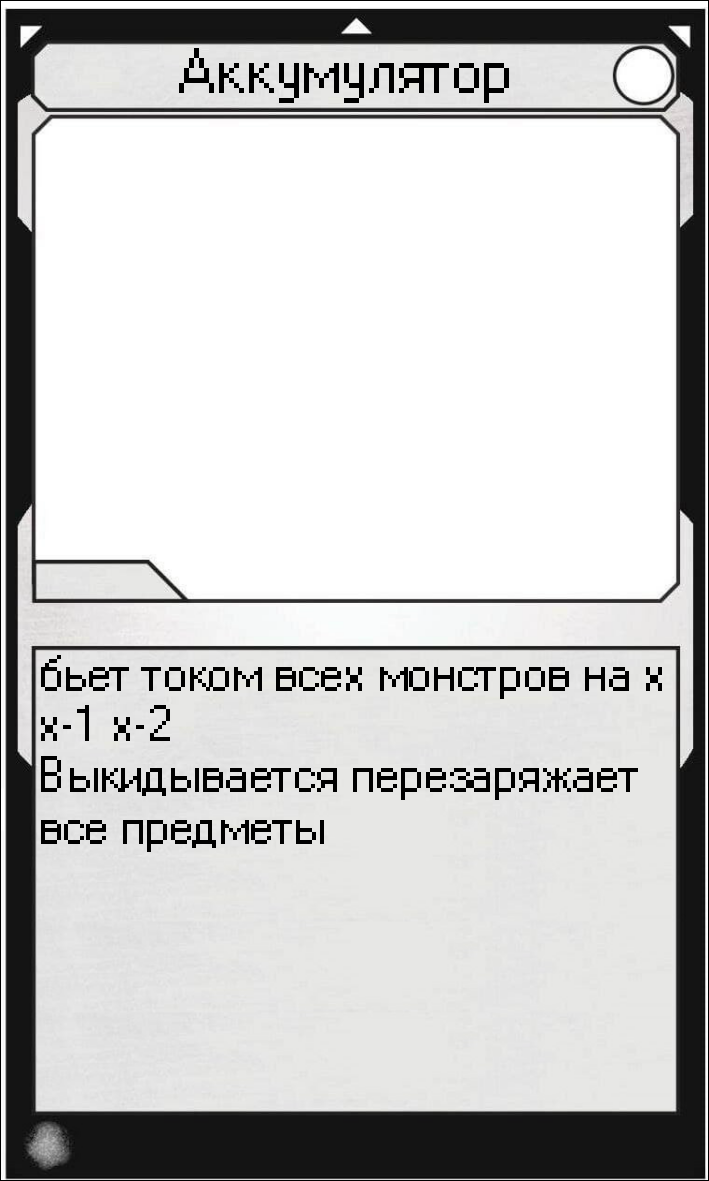 Аккумулятор
бьет током всех монстров на х
х-1 х-2
Выкидывается перезаряжает
все предметы